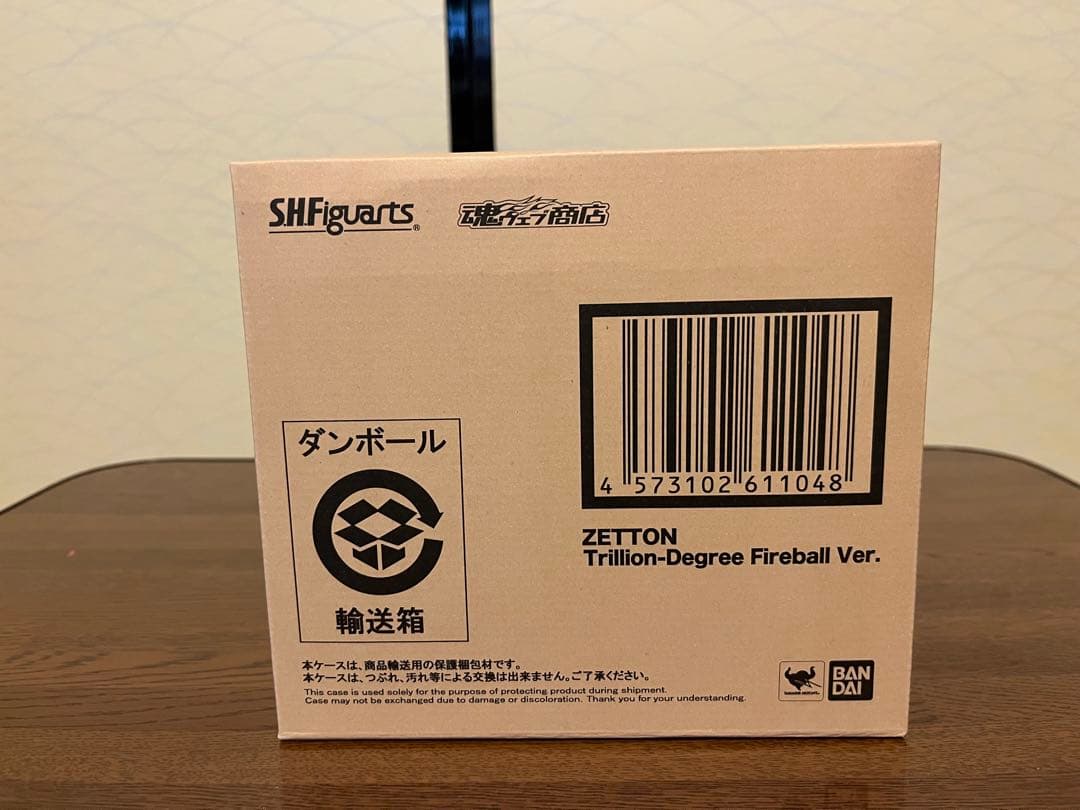 S.H.Figuarts®
魂ウェブ商店
4 573102 611048
ZETTON
Trillion-Degree Fireball Ver.
ダンボール
輸送箱
本ケースは、商品輸送用の保護梱包材です。
本ケースは、つぶれ、汚れ等による交換は出来ません。ご了承ください。
This case is used solely for the purpose of protecting product during shipment.
Case may not be exchanged due to damage or discoloration. Thank you for your understanding.
BAN
DAI